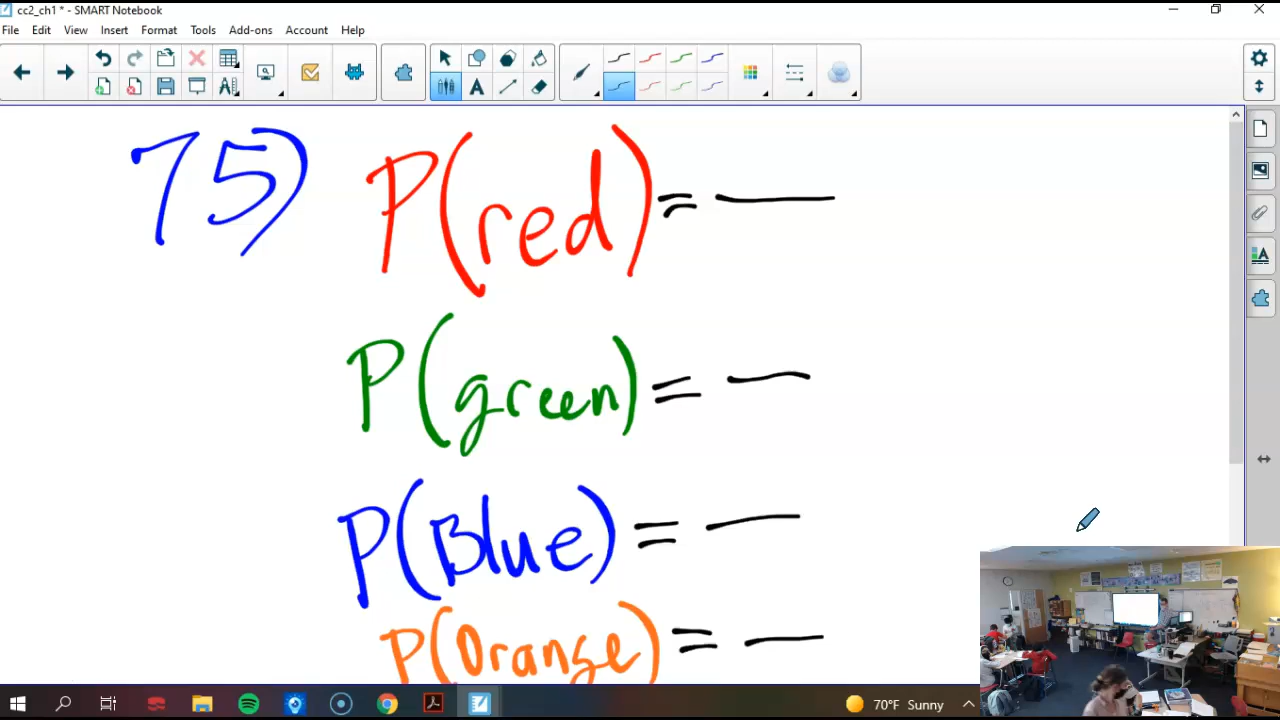 cc2_ch1 * - SMART Notebook
File Edit View Insert Format Tools Add-ons Account Help
75) P(red) = —
P(green) = —
P(Blue) = —
P(Orange) = —
70°F Sunny